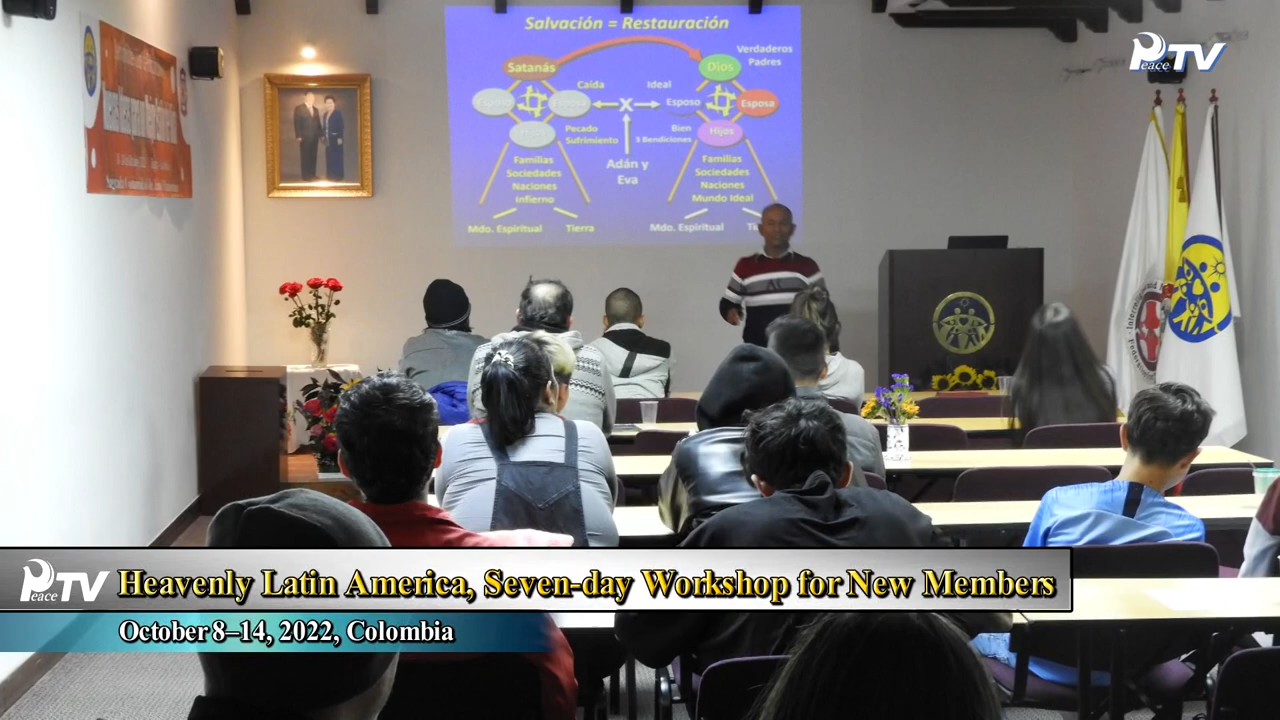 Peace TV
Salvación = Restauración
Verdaderos
Padres
Satanás
Dios
Caída
Ideal
Esposo
X
Esposo
Esposa
Hijos
Pecado
Sufrimiento
Bien
3 Bendiciones
Hijos
Adán y
Eva
Familias
Sociedades
Naciones
Infierno
Familias
Sociedades
Naciones
Mundo Ideal
Mdo. Espiritual
Tierra
Mdo. Espiritual
Peace TV
Heavenly Latin America, Seven-day Workshop for New Members
October 8–14, 2022, Colombia